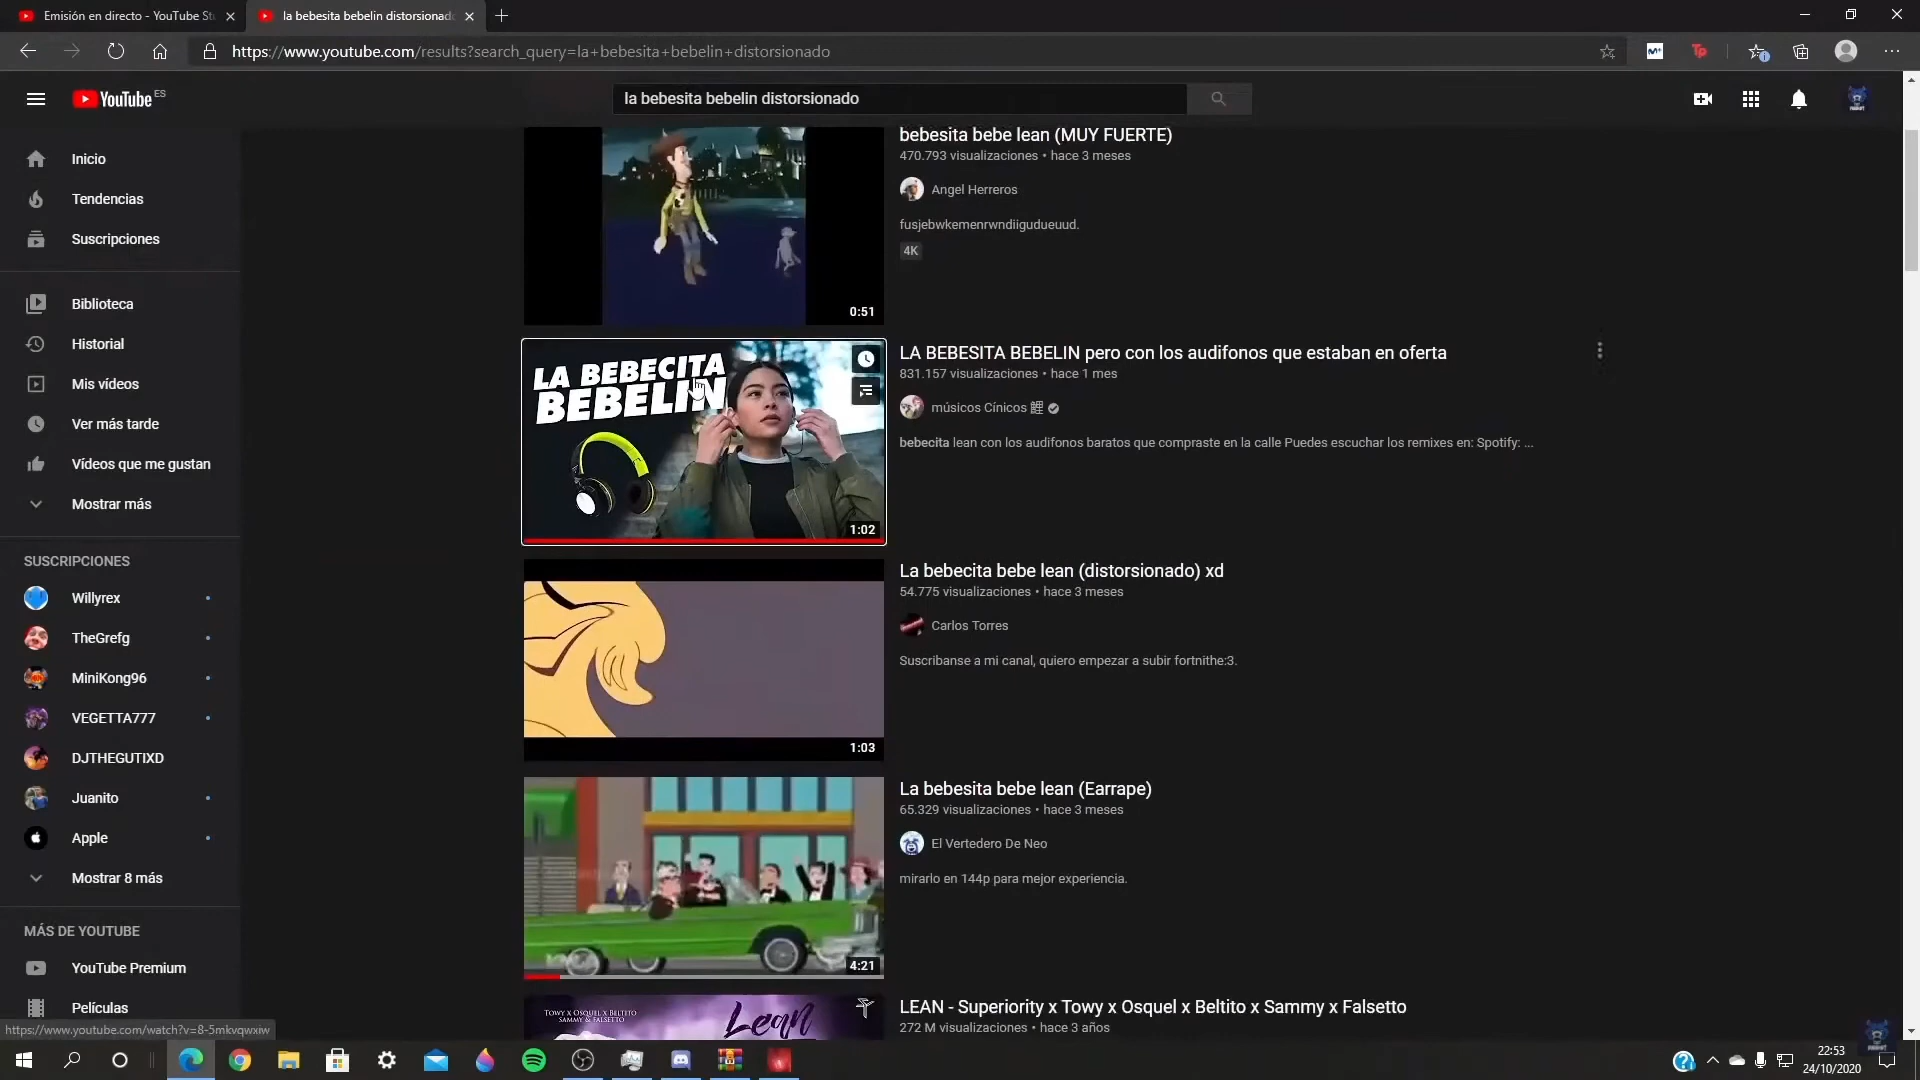 Emisión en directo - YouTube St
la bebesita bebelin distorsionado
https://www.youtube.com/results?search_query=la+bebesita+bebelin+distorsionado
YouTube ES
la bebesita bebelin distorsionado
Inicio
Tendencias
Suscripciones
Biblioteca
Historial
Mis vídeos
Ver más tarde
Vídeos que me gustan
Mostrar más
SUSCRIPCIONES
Willyrex
TheGrefg
MiniKong96
VEGETTA777
DJTHEGUTIXD
Juanito
Apple
Mostrar 8 más
MÁS DE YOUTUBE
YouTube Premium
Películas
https://www.youtube.com/watch?v=8-5mkvqwxiw
bebesita bebe lean (MUY FUERTE)
470.793 visualizaciones • hace 3 meses
Angel Herreros
fusjebwkemenrwndiigudueuud.
4K
0:51
LA BEBECITA
BEBELIN
1:02
LA BEBESITA BEBELIN pero con los audifonos que estaban en oferta
831.157 visualizaciones • hace 1 mes
músicos Cínicos
bebecita lean con los audifonos baratos que compraste en la calle Puedes escuchar los remixes en: Spotify: ...
1:03
La bebecita bebe lean (distorsionado) xd
54.775 visualizaciones • hace 3 meses
Carlos Torres
Suscribanse a mi canal, quiero empezar a subir fortnithe:3.
4:21
La bebesita bebe lean (Earrape)
65.329 visualizaciones • hace 3 meses
El Vertedero De Neo
mirarlo en 144p para mejor experiencia.
TOWY X OSQUEL X BELTITO
SAMMY & FALSETTO
Lean
LEAN - Superiority x Towy x Osquel x Beltito x Sammy x Falsetto
272 M visualizaciones • hace 3 años
22:53
24/10/2020